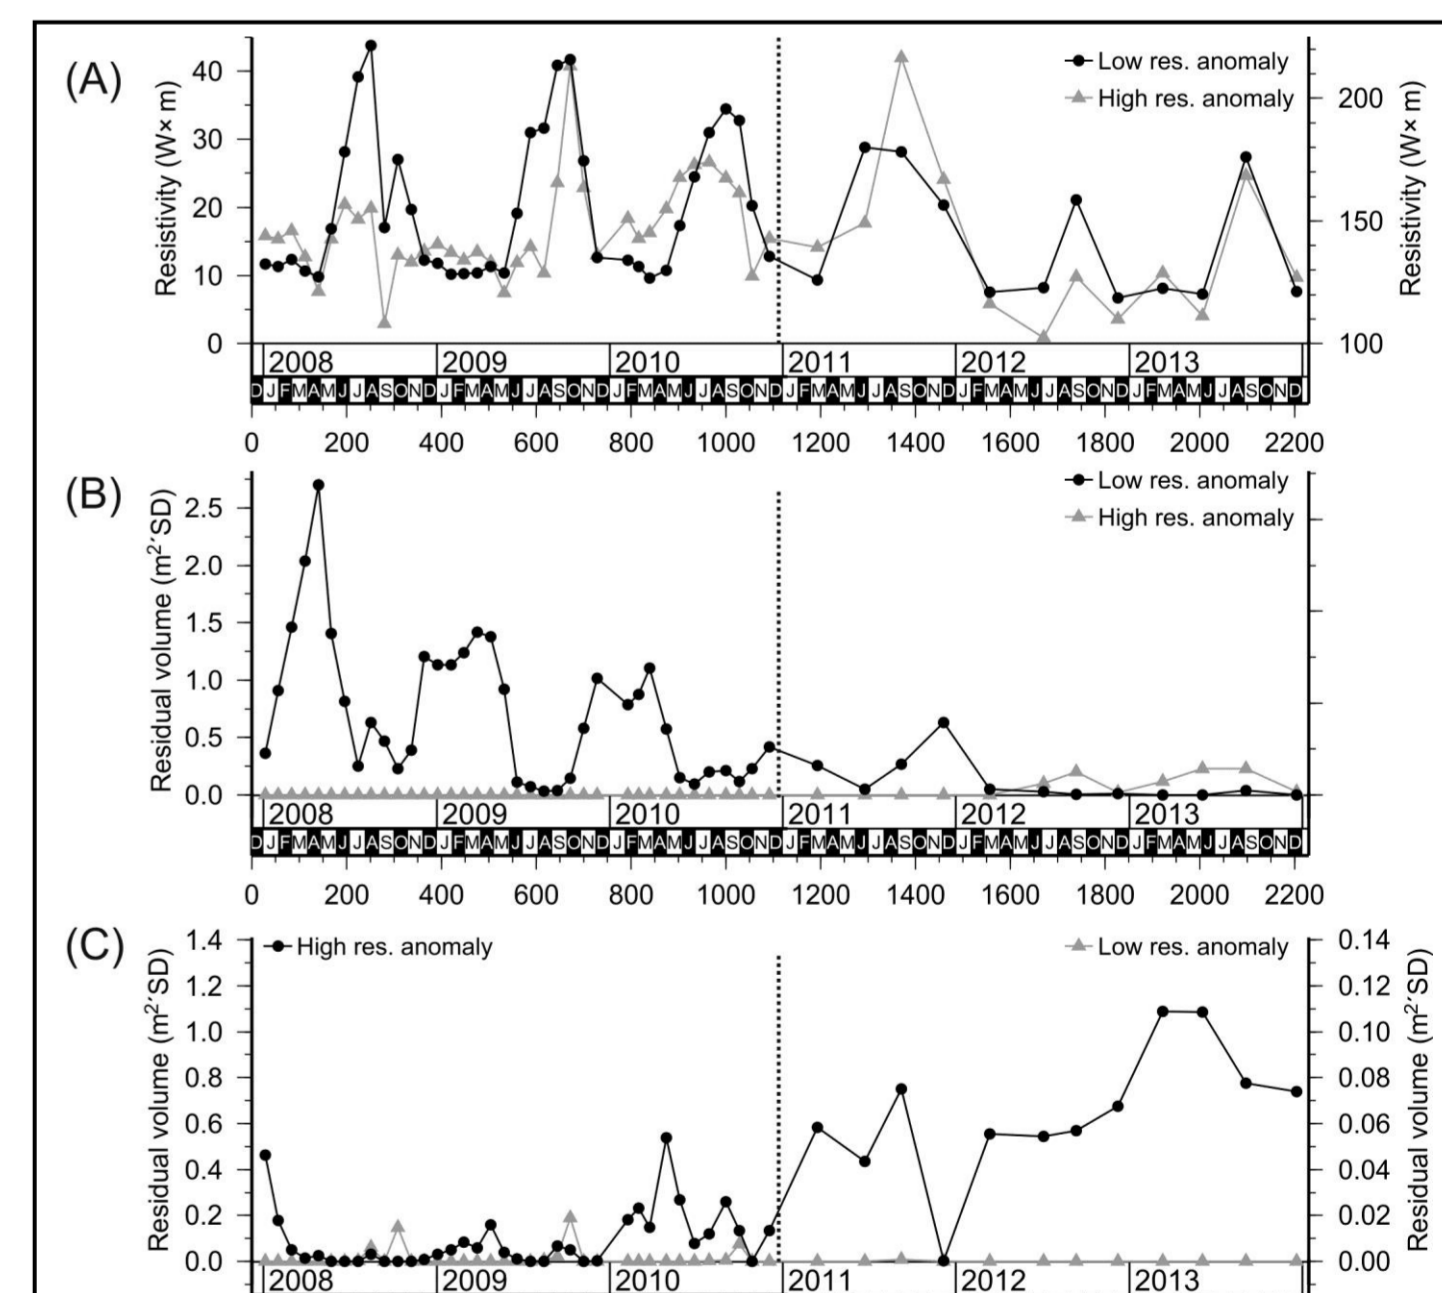 (A)
Resistivity (W× m)
40
30
20
10
0
Low res. anomaly
High res. anomaly
200
150
100
Resistivity (W× m)
2008 2009 2010 2011 2012 2013
D J F M A M J J A S O N D J F M A M J J A S O N D J F M A M J J A S O N D J F M A M J J A S O N D J F M A M J J A S O N D J F M A M J J A S O N D
0 200 400 600 800 1000 1200 1400 1600 1800 2000 2200
(B)
Residual volume (m²´SD)
2.5
2.0
1.5
1.0
0.5
0.0
Low res. anomaly
High res. anomaly
2008 2009 2010 2011 2012 2013
D J F M A M J J A S O N D J F M A M J J A S O N D J F M A M J J A S O N D J F M A M J J A S O N D J F M A M J J A S O N D J F M A M J J A S O N D
0 200 400 600 800 1000 1200 1400 1600 1800 2000 2200
(C)
Residual volume (m²´SD)
1.4
1.2
1.0
0.8
0.6
0.4
0.2
0.0
High res. anomaly
Low res. anomaly
0.14
0.12
0.10
0.08
0.06
0.04
0.02
0.00
Residual volume (m²´SD)
2008 2009 2010 2011 2012 2013